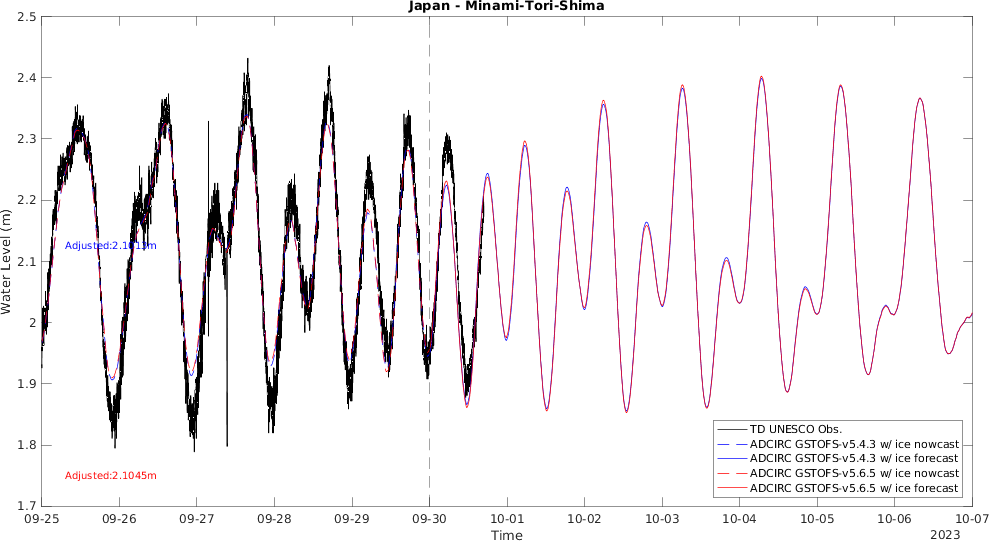 Japan - Minami-Tori-Shima
2.5
2.4
2.3
2.2
2.1
2
1.9
1.8
1.7
Water Level (m)
Adjusted:2.1013m
Adjusted:2.1045m
TD UNESCO Obs.
ADCIRC GSTOFS-v5.4.3 w/ ice nowcast
ADCIRC GSTOFS-v5.4.3 w/ ice forecast
ADCIRC GSTOFS-v5.6.5 w/ ice nowcast
ADCIRC GSTOFS-v5.6.5 w/ ice forecast
09-25 09-26 09-27 09-28 09-29 09-30 10-01 10-02 10-03 10-04 10-05 10-06 10-07
Time
2023